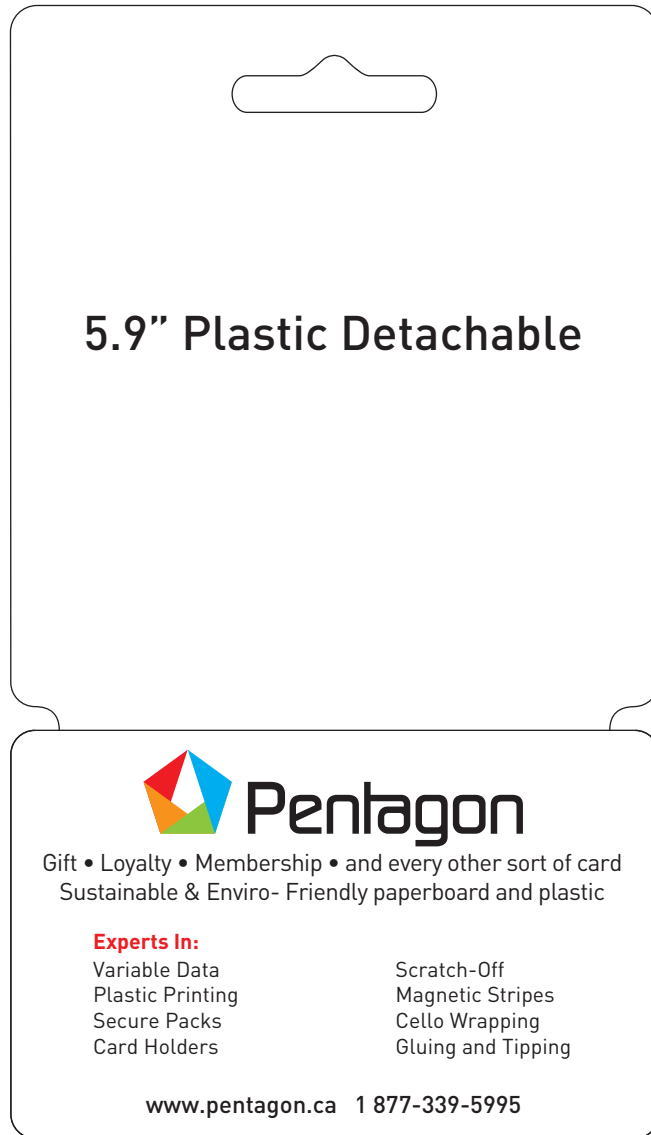 5.9” Plastic Detachable
Pentagon
Gift • Loyalty • Membership • and every other sort of card
Sustainable & Enviro- Friendly paperboard and plastic
Experts In:
Variable Data
Plastic Printing
Secure Packs
Card Holders
Scratch-Off
Magnetic Stripes
Cello Wrapping
Gluing and Tipping
www.pentagon.ca 1 877-339-5995